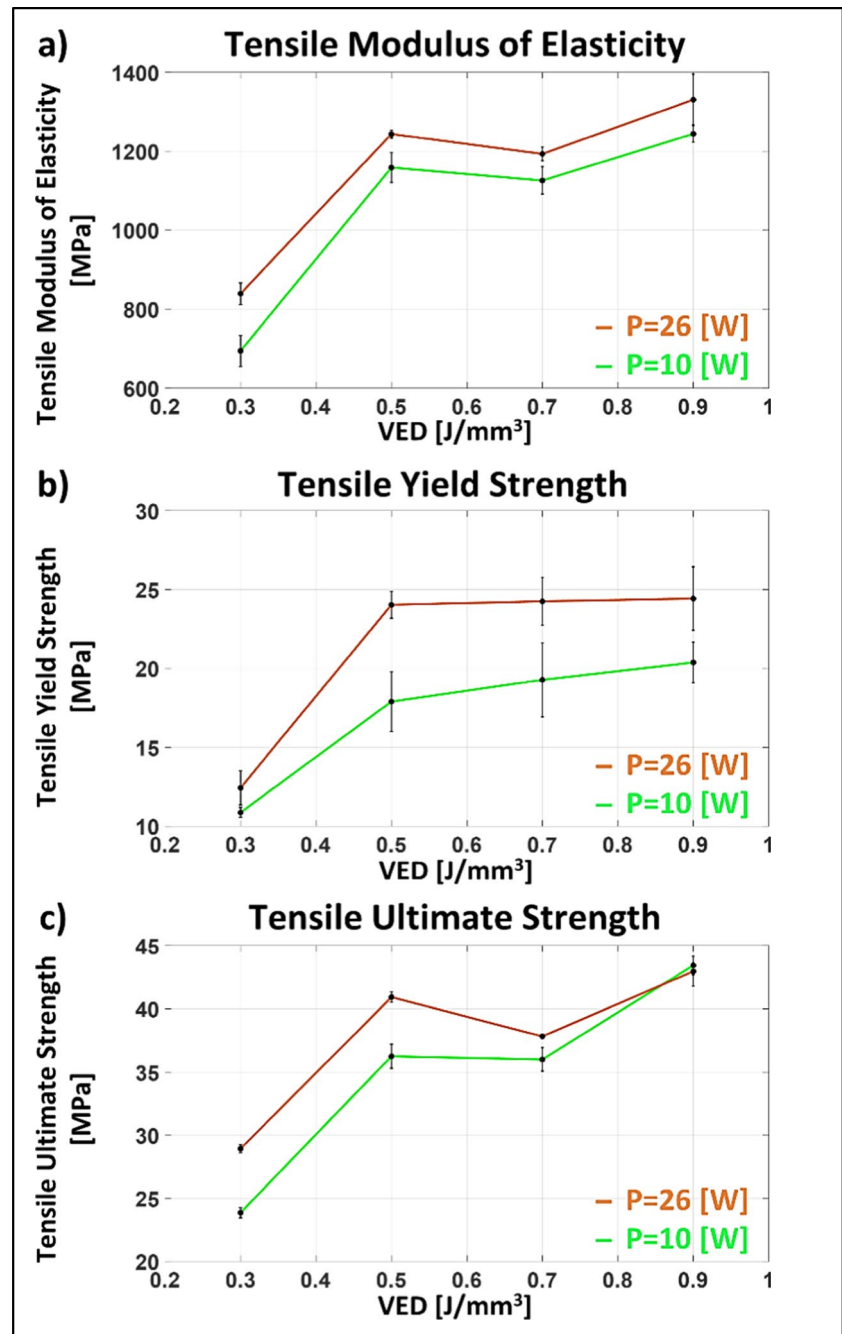 a)
Tensile Modulus of Elasticity
Tensile Modulus of Elasticity
[MPa]
1400
1200
1000
800
600
— P=26 [W]
— P=10 [W]
0.2 0.3 0.4 0.5 0.6 0.7 0.8 0.9 1
VED [J/mm³]
b)
Tensile Yield Strength
Tensile Yield Strength
[MPa]
30
25
20
15
10
— P=26 [W]
— P=10 [W]
0.2 0.3 0.4 0.5 0.6 0.7 0.8 0.9 1
VED [J/mm³]
c)
Tensile Ultimate Strength
Tensile Ultimate Strength
[MPa]
45
40
35
30
25
20
— P=26 [W]
— P=10 [W]
0.2 0.3 0.4 0.5 0.6 0.7 0.8 0.9 1
VED [J/mm³]